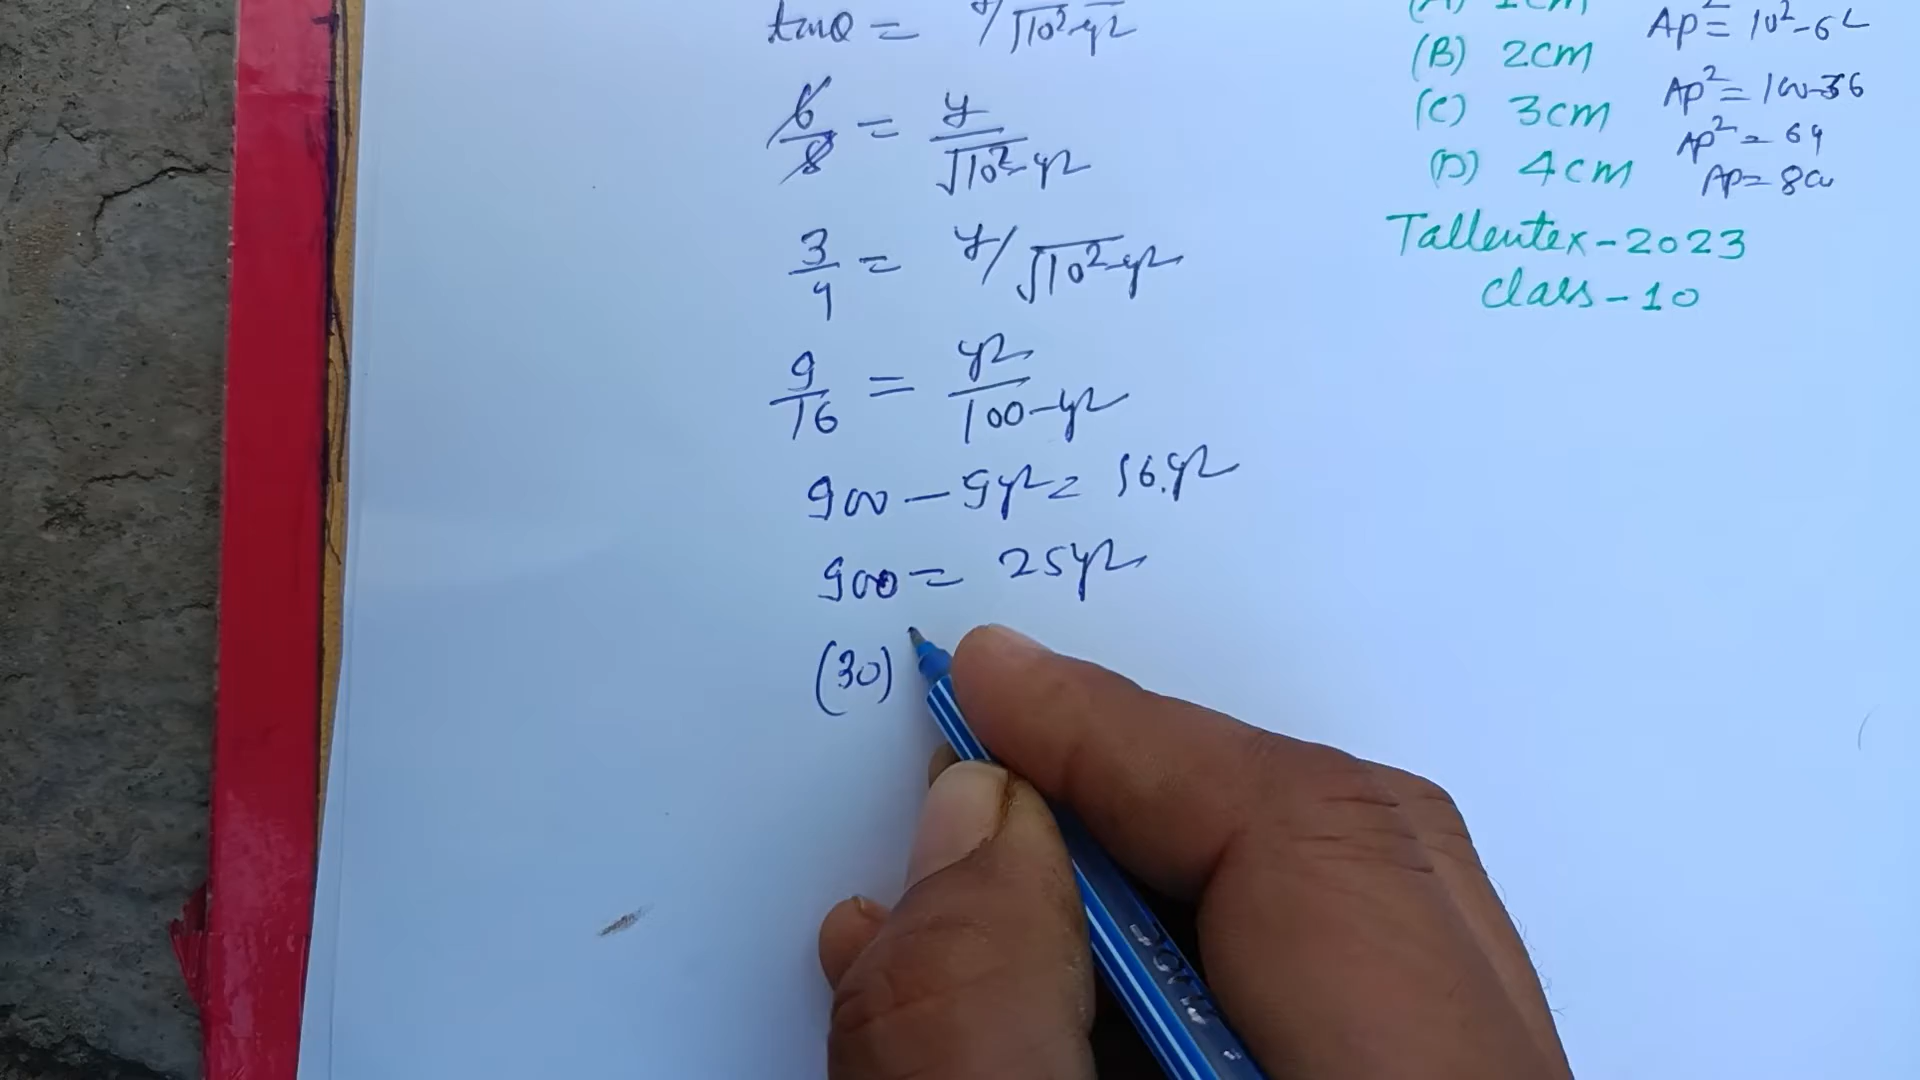 tanθ = y/√10²-y²
6/8 = y/√10²-y²
3/4 = y/√10²-y²
9/16 = y²/100-y²
900 - 9y² = 16y²
900 = 25y²
(30)
(A) 1cm
(B) 2cm
(C) 3cm
(D) 4cm
Tallentex-2023
class-10
AP² = 10²-6²
AP² = 100-36
AP² = 64
AP = 8cm